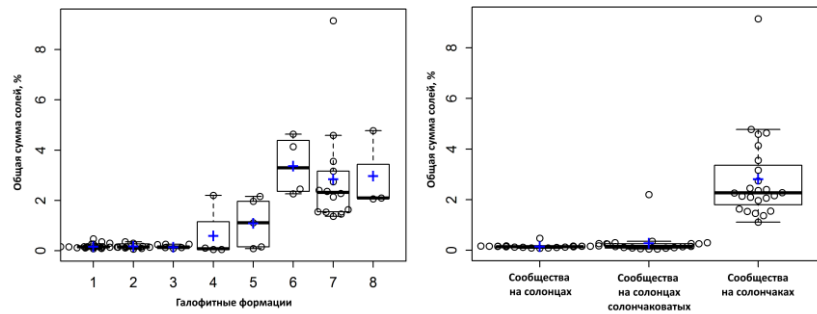 Общая сумма солей, %
8
6
4
2
0
1 2 3 4 5 6 7 8
Галофитные формации
Общая сумма солей, %
8
6
4
2
0
Сообщества
на солонцах
Сообщества
на солонцах
солончаковатых
Сообщества
на солончаках